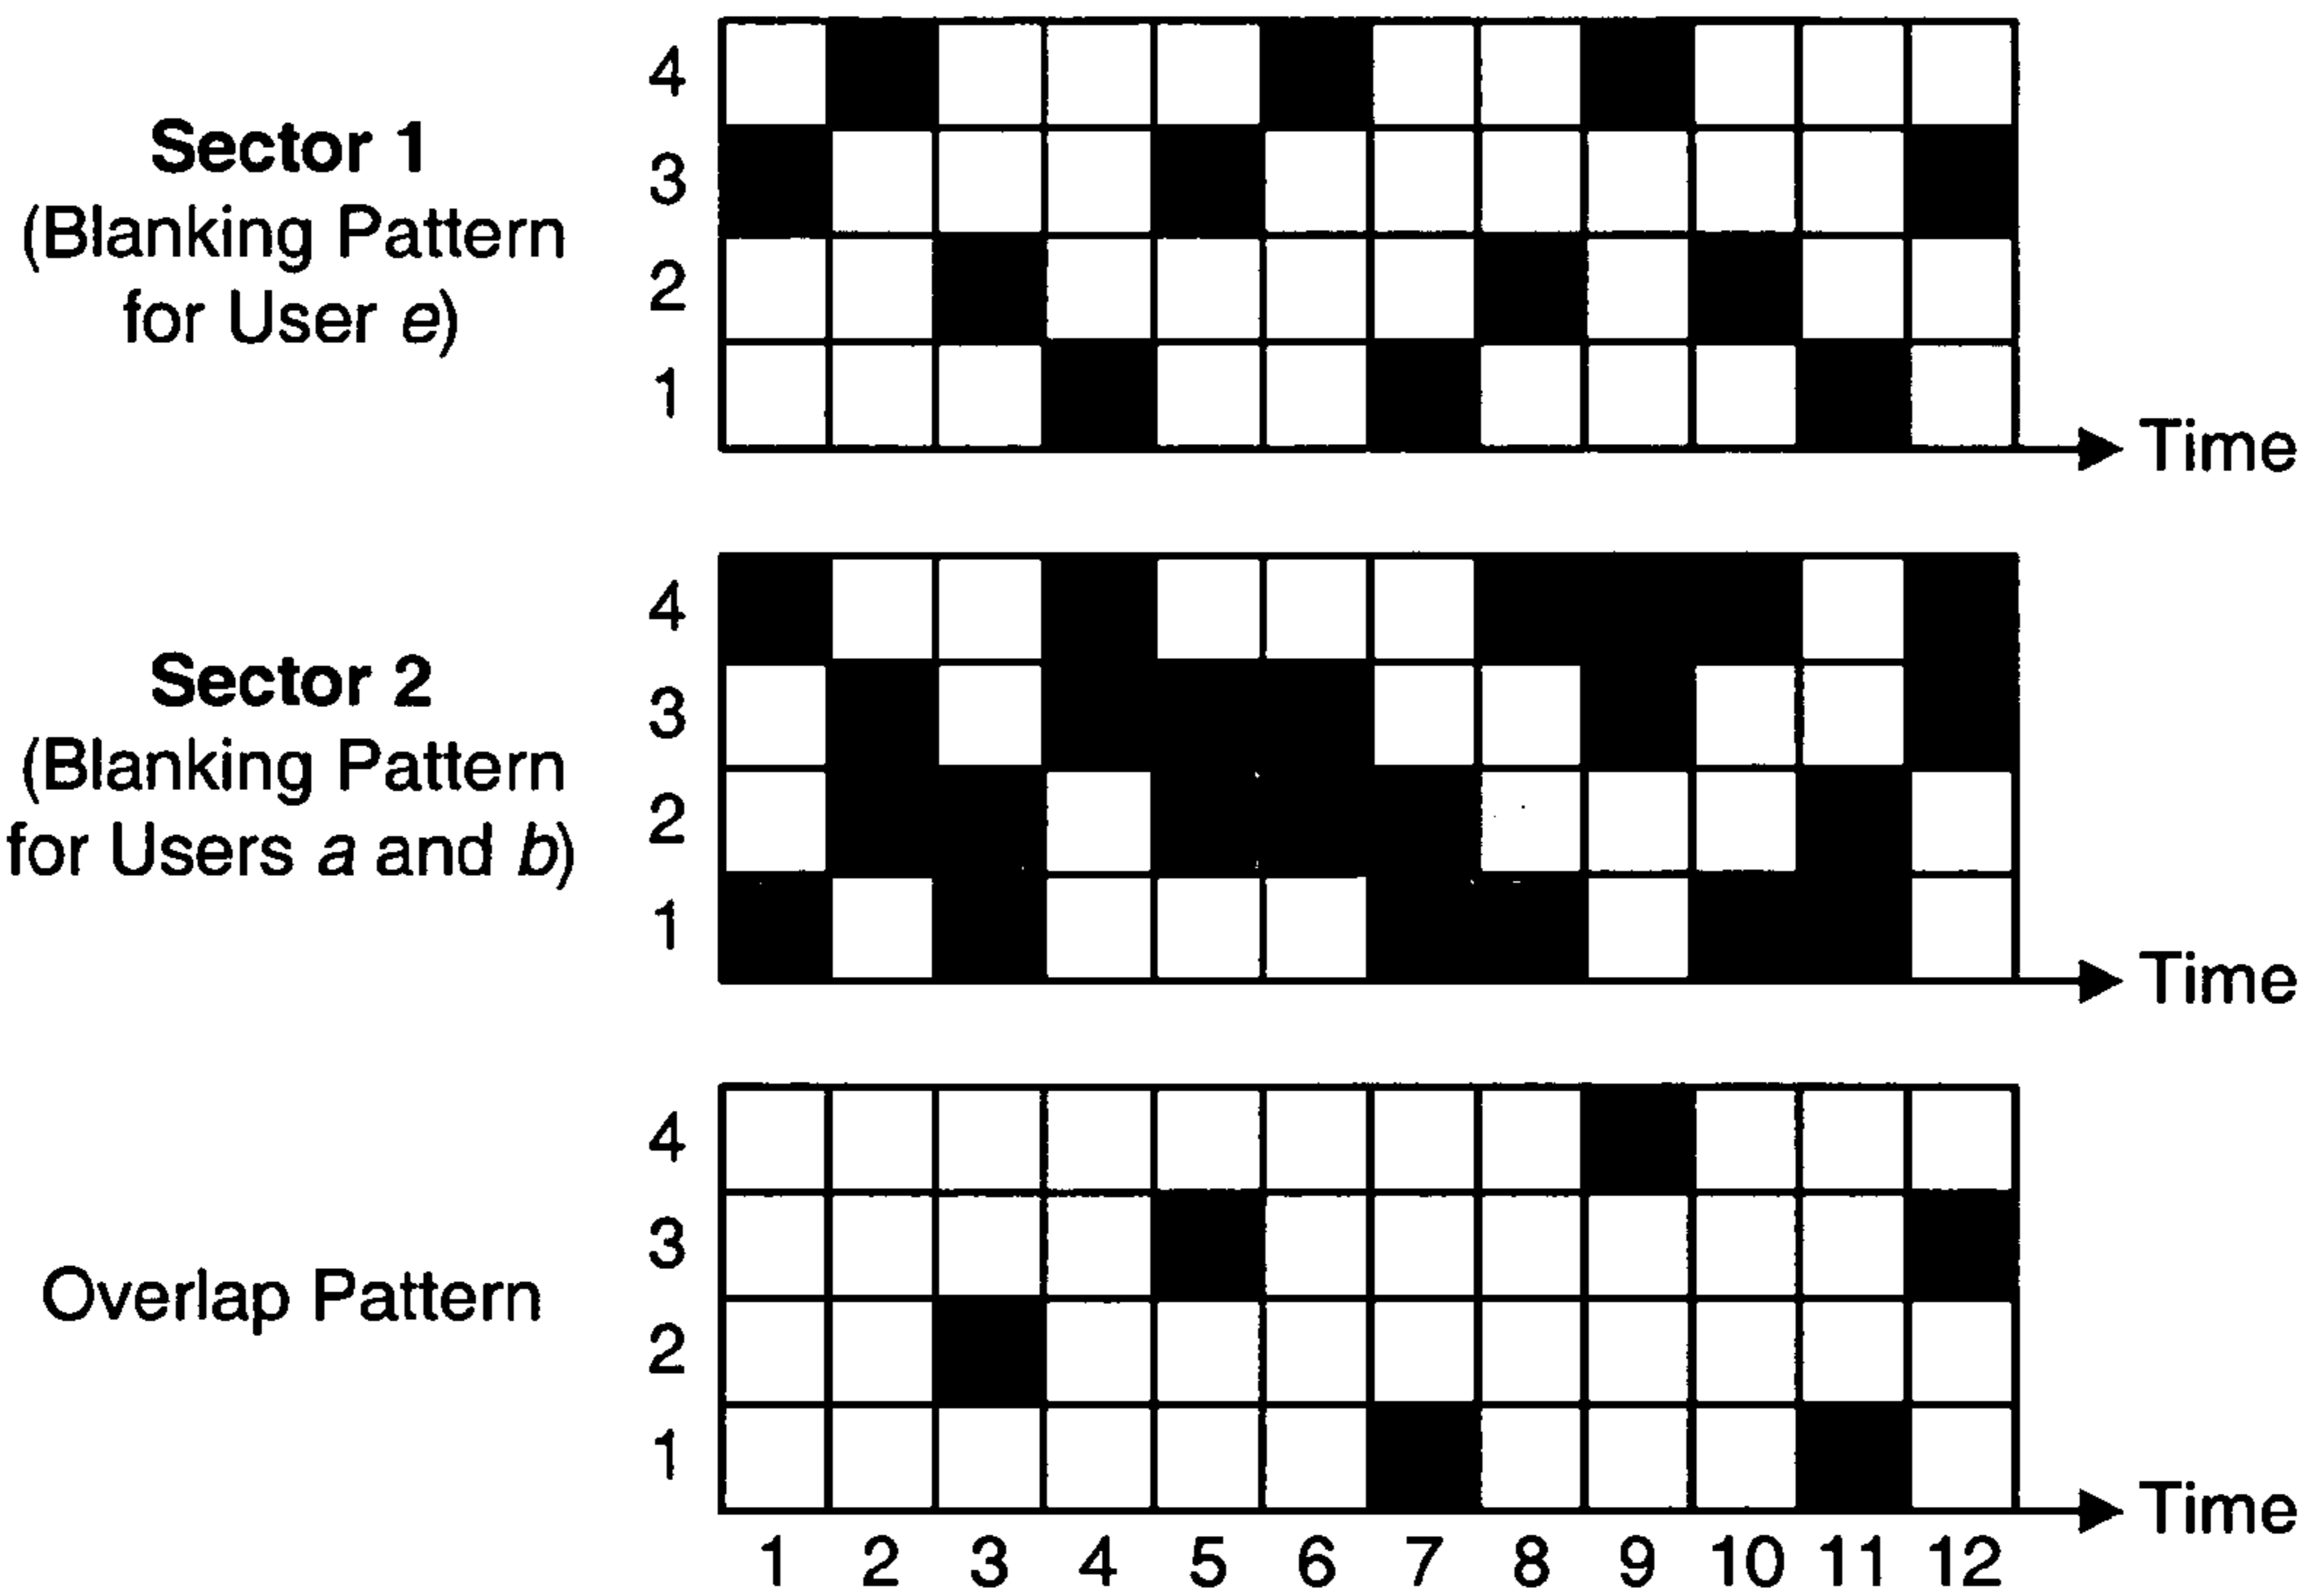 4
Sector 1
3
(Blanking Pattern
2
for User e)
1
Time
4
Sector 2
3
(Blanking Pattern
2
for Users a and b)
1
Time
4
3
Overlap Pattern
2
1
Time
1 2 3 4 5 6 7 8 9 10 11 12